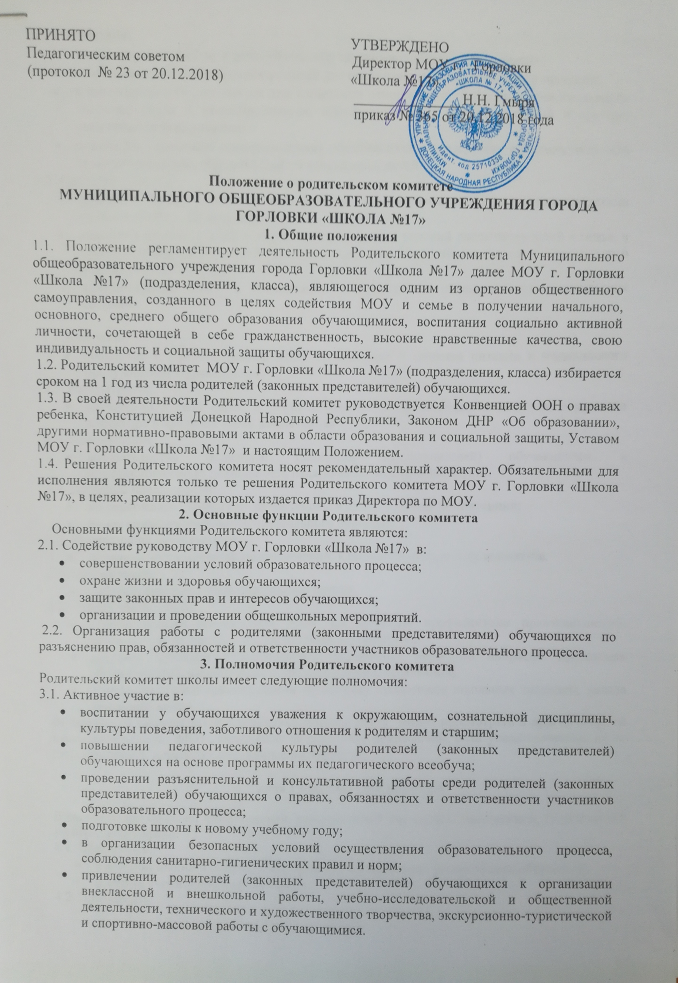 ПРИНЯТО
Педагогическим советом
(протокол № 23 от 20.12.2018)
УТВЕРЖДЕНО
Директор МОУ г. Горловки
«Школа №17»
Н.Н. Гмыря
приказ № 365 от 20.12.2018 года
Положение о родительском комитете
МУНИЦИПАЛЬНОГО ОБЩЕОБРАЗОВАТЕЛЬНОГО УЧРЕЖДЕНИЯ ГОРОДА
ГОРЛОВКИ «ШКОЛА №17»
1. Общие положения
1.1. Положение регламентирует деятельность Родительского комитета Муниципального
общеобразовательного учреждения города Горловки «Школа №17» далее МОУ г. Горловки
«Школа №17» (подразделения, класса), являющегося одним из органов общественного
самоуправления, созданного в целях содействия МОУ и семье в получении начального,
основного, среднего общего образования обучающимися, воспитания социально активной
личности, сочетающей в себе гражданственность, высокие нравственные качества, свою
индивидуальность и социальной защиты обучающихся.
1.2. Родительский комитет МОУ г. Горловки «Школа №17» (подразделения, класса) избирается
сроком на 1 год из числа родителей (законных представителей) обучающихся.
1.3. В своей деятельности Родительский комитет руководствуется Конвенцией ООН о правах
ребенка, Конституцией Донецкой Народной Республики, Законом ДНР «Об образовании»,
другими нормативно-правовыми актами в области образования и социальной защиты, Уставом
МОУ г. Горловки «Школа №17» и настоящим Положением.
1.4. Решения Родительского комитета носят рекомендательный характер. Обязательными для
исполнения являются только те решения Родительского комитета МОУ г. Горловки «Школа
№17», в целях, реализации которых издается приказ Директора по МОУ.
2. Основные функции Родительского комитета
Основными функциями Родительского комитета являются:
2.1. Содействие руководству МОУ г. Горловки «Школа №17» в:
• совершенствовании условий образовательного процесса;
• охране жизни и здоровья обучающихся;
• защите законных прав и интересов обучающихся;
• организации и проведении общешкольных мероприятий.
2.2. Организация работы с родителями (законными представителями) обучающихся по
разъяснению прав, обязанностей и ответственности участников образовательного процесса.
3. Полномочия Родительского комитета
Родительский комитет школы имеет следующие полномочия:
3.1. Активное участие в:
• воспитании у обучающихся уважения к окружающим, сознательной дисциплины,
культуры поведения, заботливого отношения к родителям и старшим;
• повышении педагогической культуры родителей (законных представителей)
обучающихся на основе программы их педагогического всеобуча;
• проведении разъяснительной и консультативной работы среди родителей (законных
представителей) обучающихся о правах, обязанностях и ответственности участников
образовательного процесса;
• подготовке школы к новому учебному году;
• в организации безопасных условий осуществления образовательного процесса,
соблюдения санитарно-гигиенических правил и норм;
• привлечении родителей (законных представителей) обучающихся к организации
внеклассной и внешкольной работы, учебно-исследовательской и общественной
деятельности, технического и художественного творчества, экскурсионно-туристической
и спортивно-массовой работы с обучающимися.